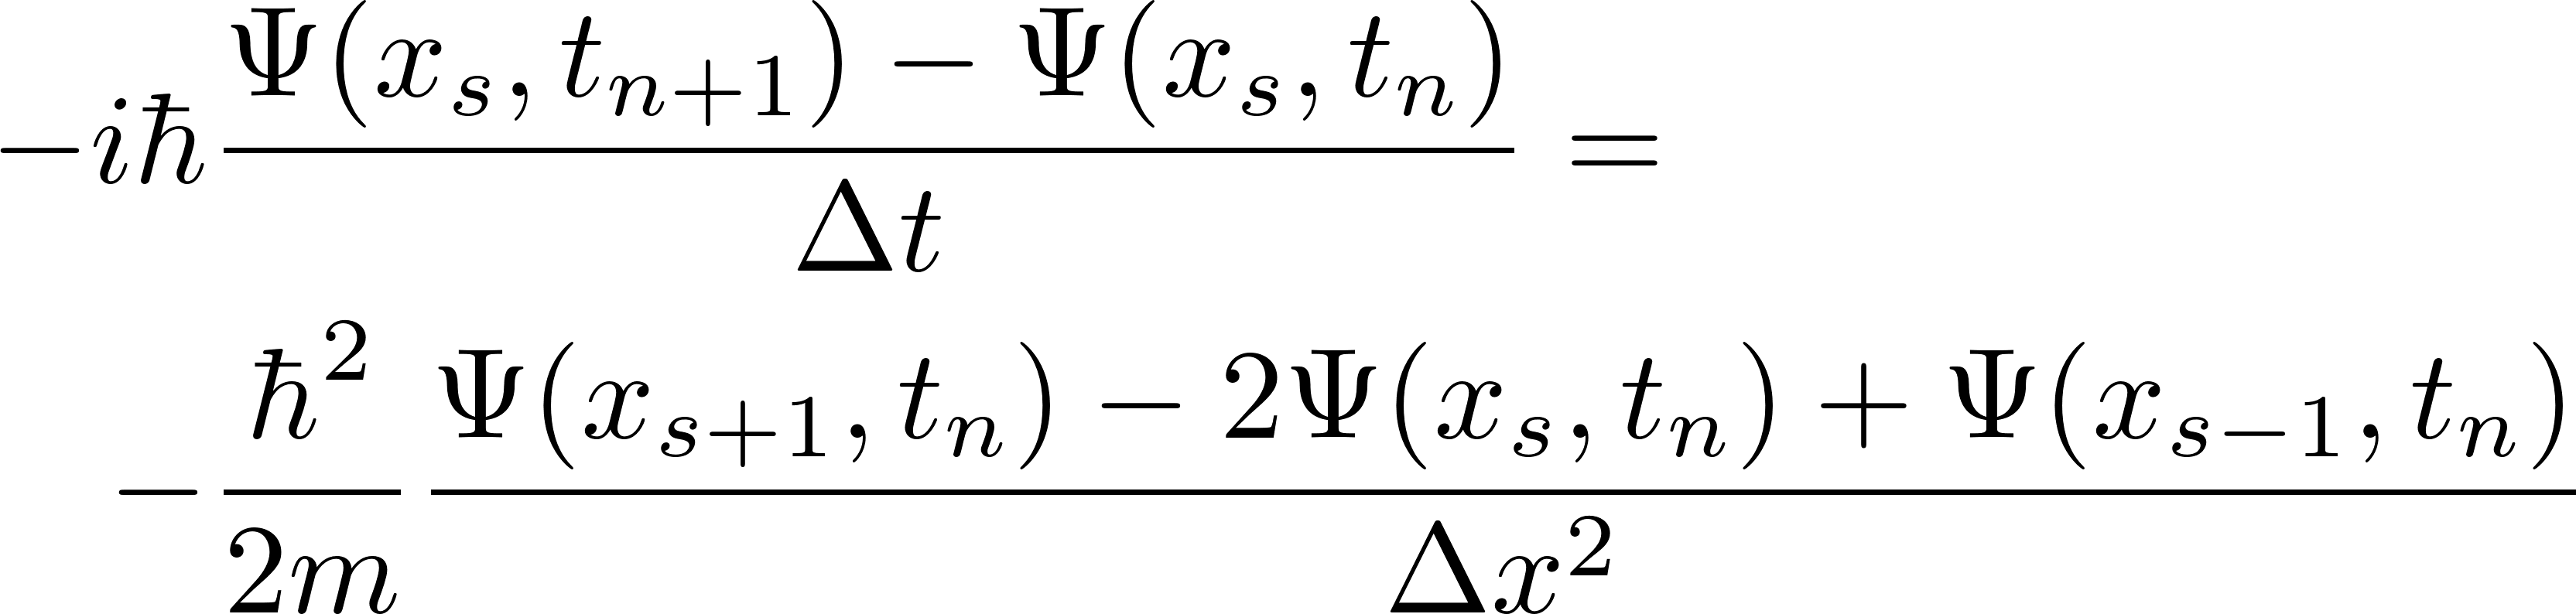 −iℏ (Ψ(x_s, t_{n+1}) − Ψ(x_s, t_n)) / Δt =
− ℏ²/2m (Ψ(x_{s+1}, t_n) − 2Ψ(x_s, t_n) + Ψ(x_{s−1}, t_n)) / Δx²